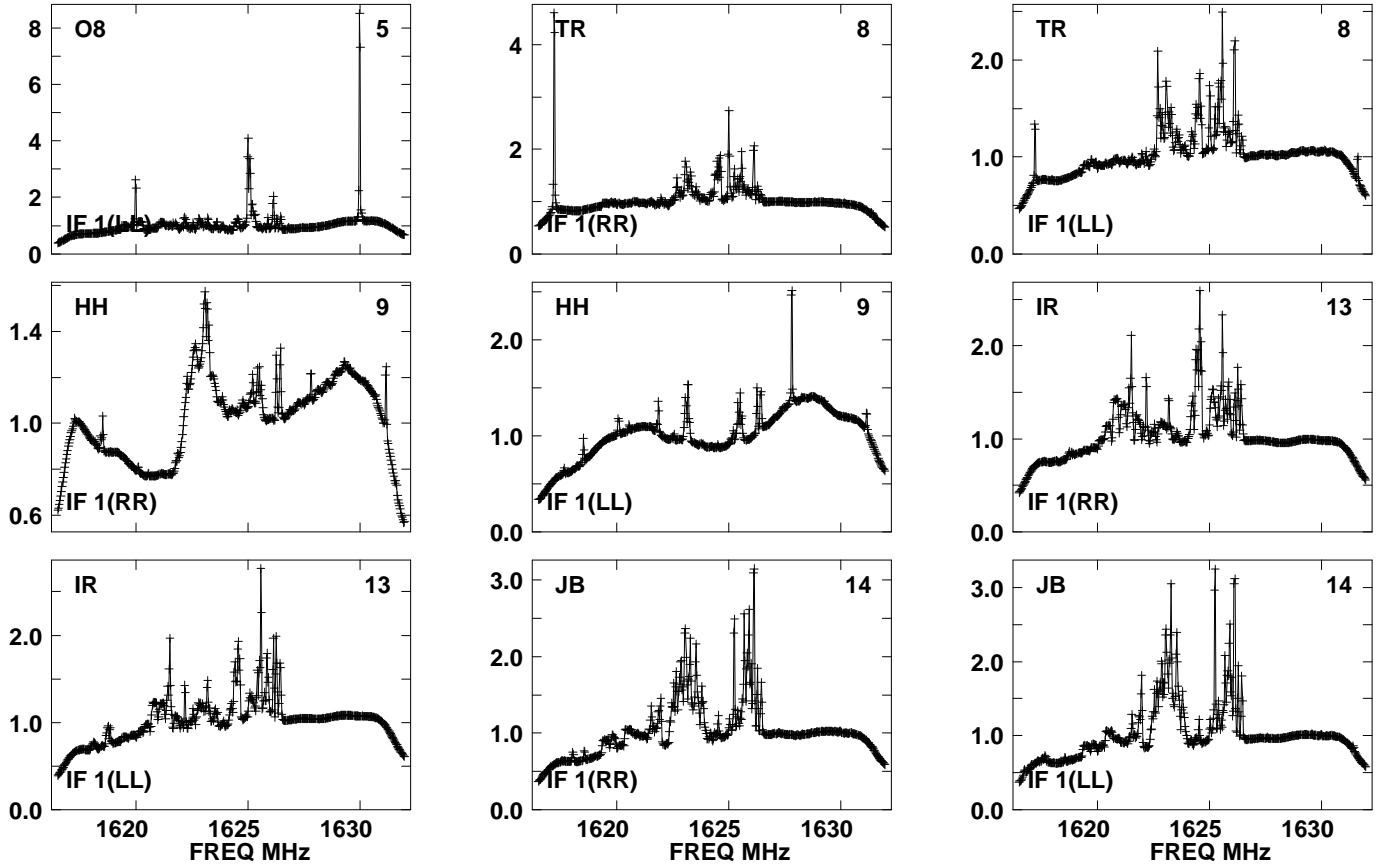 O8 5
8
6
4
2
0
IF 1(LL)
TR 8
4
2
0
IF 1(RR)
TR 8
2.0
1.0
0.0
IF 1(LL)
HH 9
1.4
1.0
0.6
IF 1(RR)
HH 9
2.0
1.0
0.0
IF 1(LL)
IR 13
2.0
1.0
0.0
IF 1(RR)
IR 13
2.0
1.0
0.0
IF 1(LL)
1620 1625 1630
FREQ MHz
JB 14
3.0
2.0
1.0
0.0
IF 1(RR)
1620 1625 1630
FREQ MHz
JB 14
3.0
2.0
1.0
0.0
IF 1(LL)
1620 1625 1630
FREQ MHz